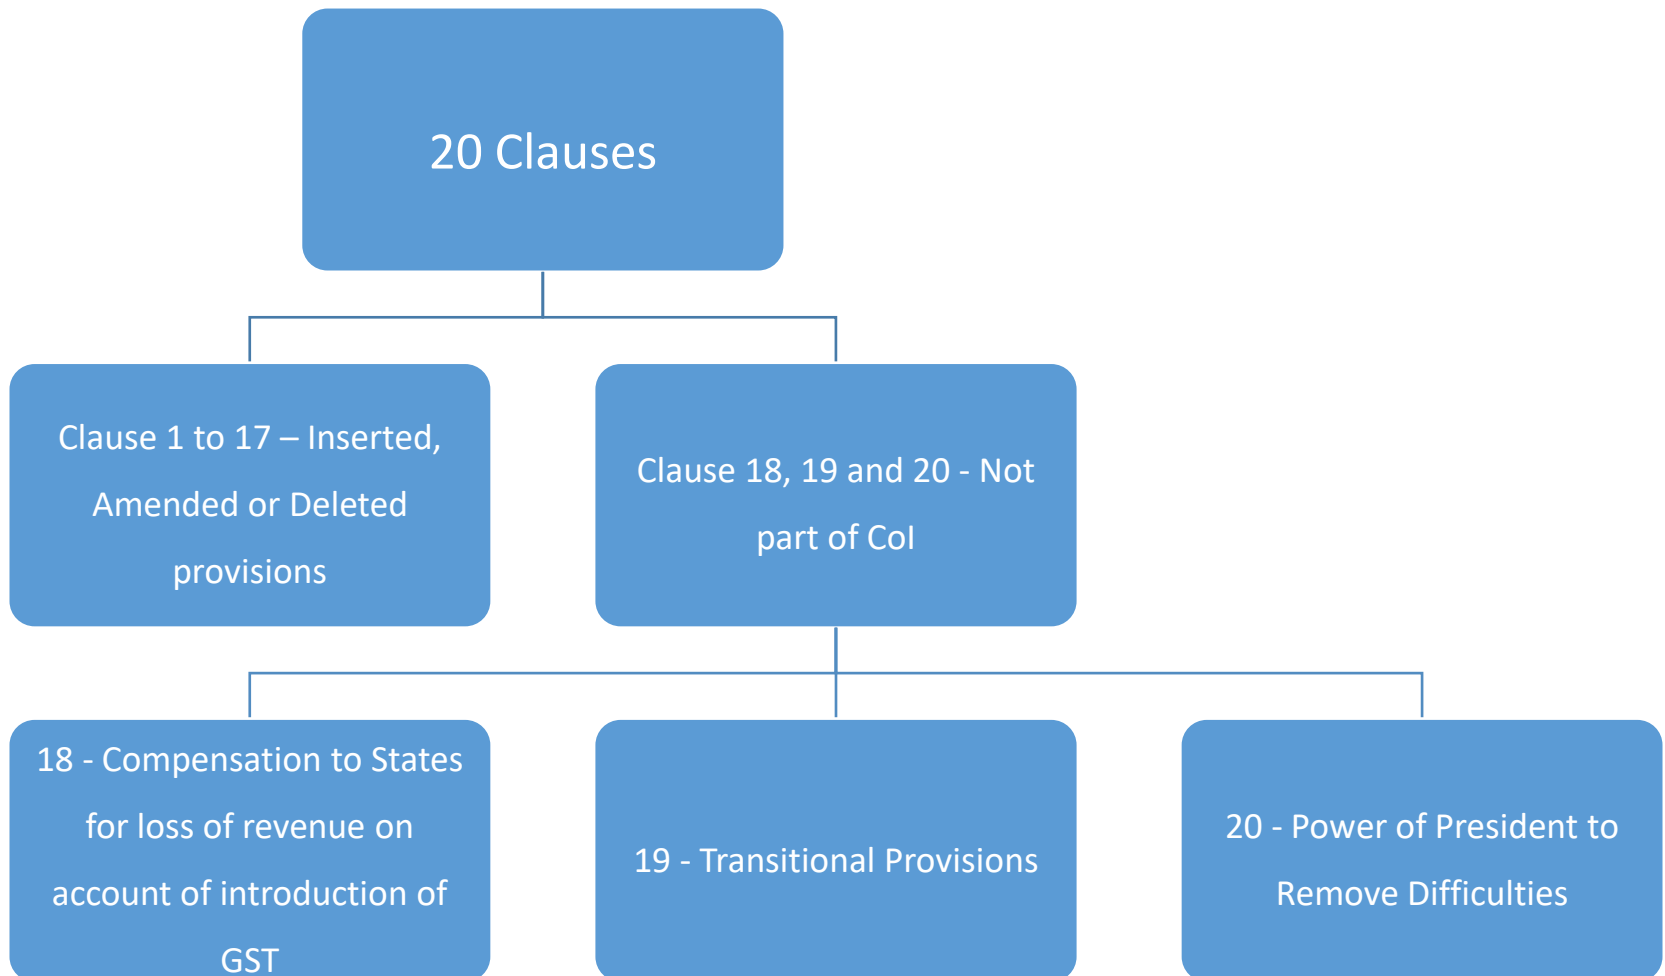 20 Clauses
Clause 1 to 17 – Inserted,
Amended or Deleted
provisions
Clause 18, 19 and 20 - Not
part of CoI
18 - Compensation to States
for loss of revenue on
account of introduction of
GST
19 - Transitional Provisions
20 - Power of President to
Remove Difficulties